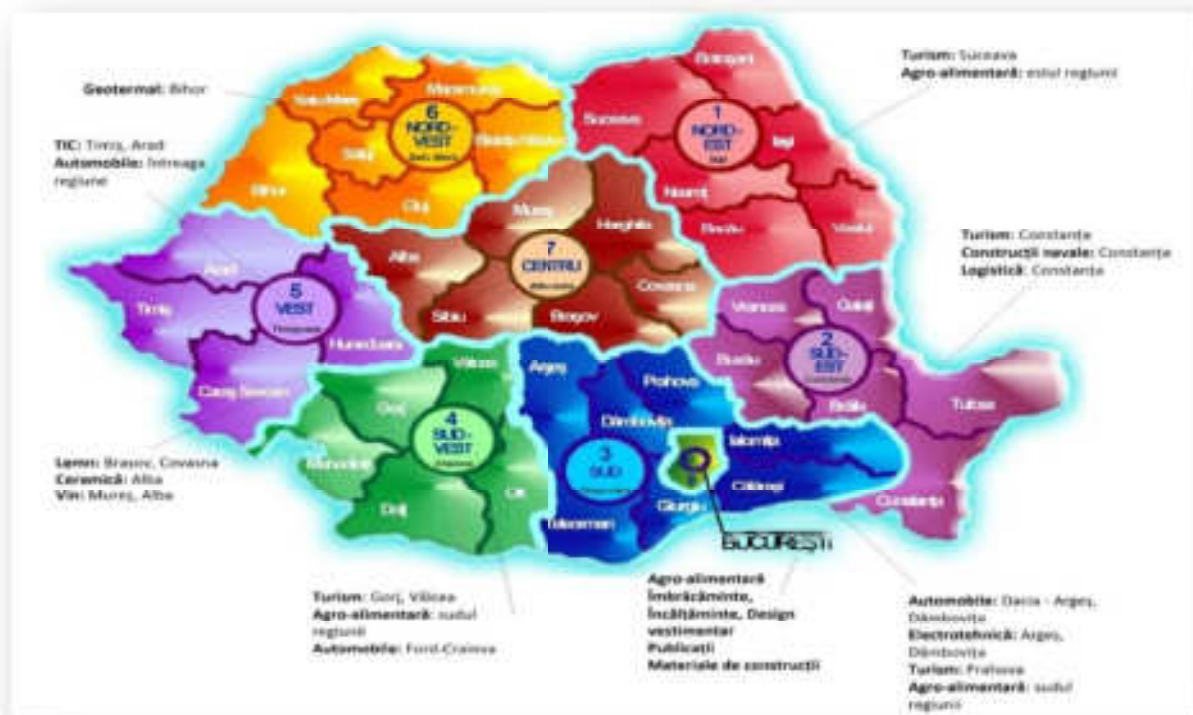 Turism: Suceava
Agro-alimentară: estul regiunii
Geotermal: Bihor
TIC: Timiș, Arad
Automobile: întreaga
regiune
Turism: Constanța
Construcții navale: Constanța
Logistică: Constanța
Lemn: Brașov, Covasna
Ceramică: Alba
Vin: Mureș, Alba
Turism: Gorj, Vâlcea
Agro-alimentară: sudul
regiunii
Automobile: Ford-Craiova
Agro-alimentară
Îmbrăcăminte,
Încălțăminte, Design
vestimentar
Publicații
Materiale de construcții
Automobile: Dacia - Argeș,
Dâmbovița
Electrotehnică: Argeș,
Dâmbovița
Turism: Prahova
Agro-alimentară: sudul
regiunii
Botoșani
Suceava
1
NORD-
EST
Iași
Iași
Neamț
Bacău
Vaslui
Satu Mare
Maramureș
6
NORD-
VEST
Sălaj
Bihor
Cluj
Mureș
Harghita
Alba
7
CENTRU
Covasna
Sibiu
Brașov
Arad
Timiș
5
VEST
Timișoara
Hunedoara
Caraș Severin
Vrancea
Galați
2
SUD-
EST
Buzău
Brăila
Tulcea
Constanța
Vâlcea
Gorj
4
SUD-
VEST
Mehedinți
Dolj
Olt
Argeș
Prahova
Dâmbovița
Ialomița
3
SUD
Călărași
Giurgiu
Teleorman
BUCUREȘTI